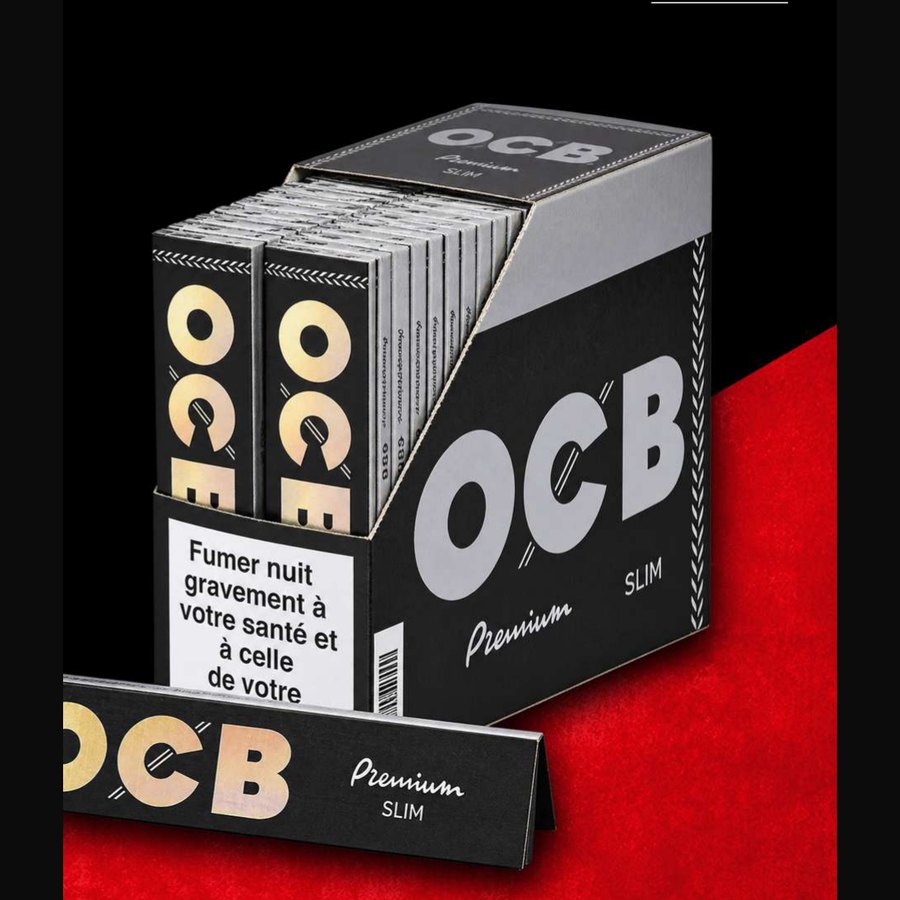 OCB
Premium
SLIM
OCB
OCB
OCB
Premium
SLIM
Fumer nuit
gravement à
votre santé et
à celle
de votre
OCB
Premium
SLIM